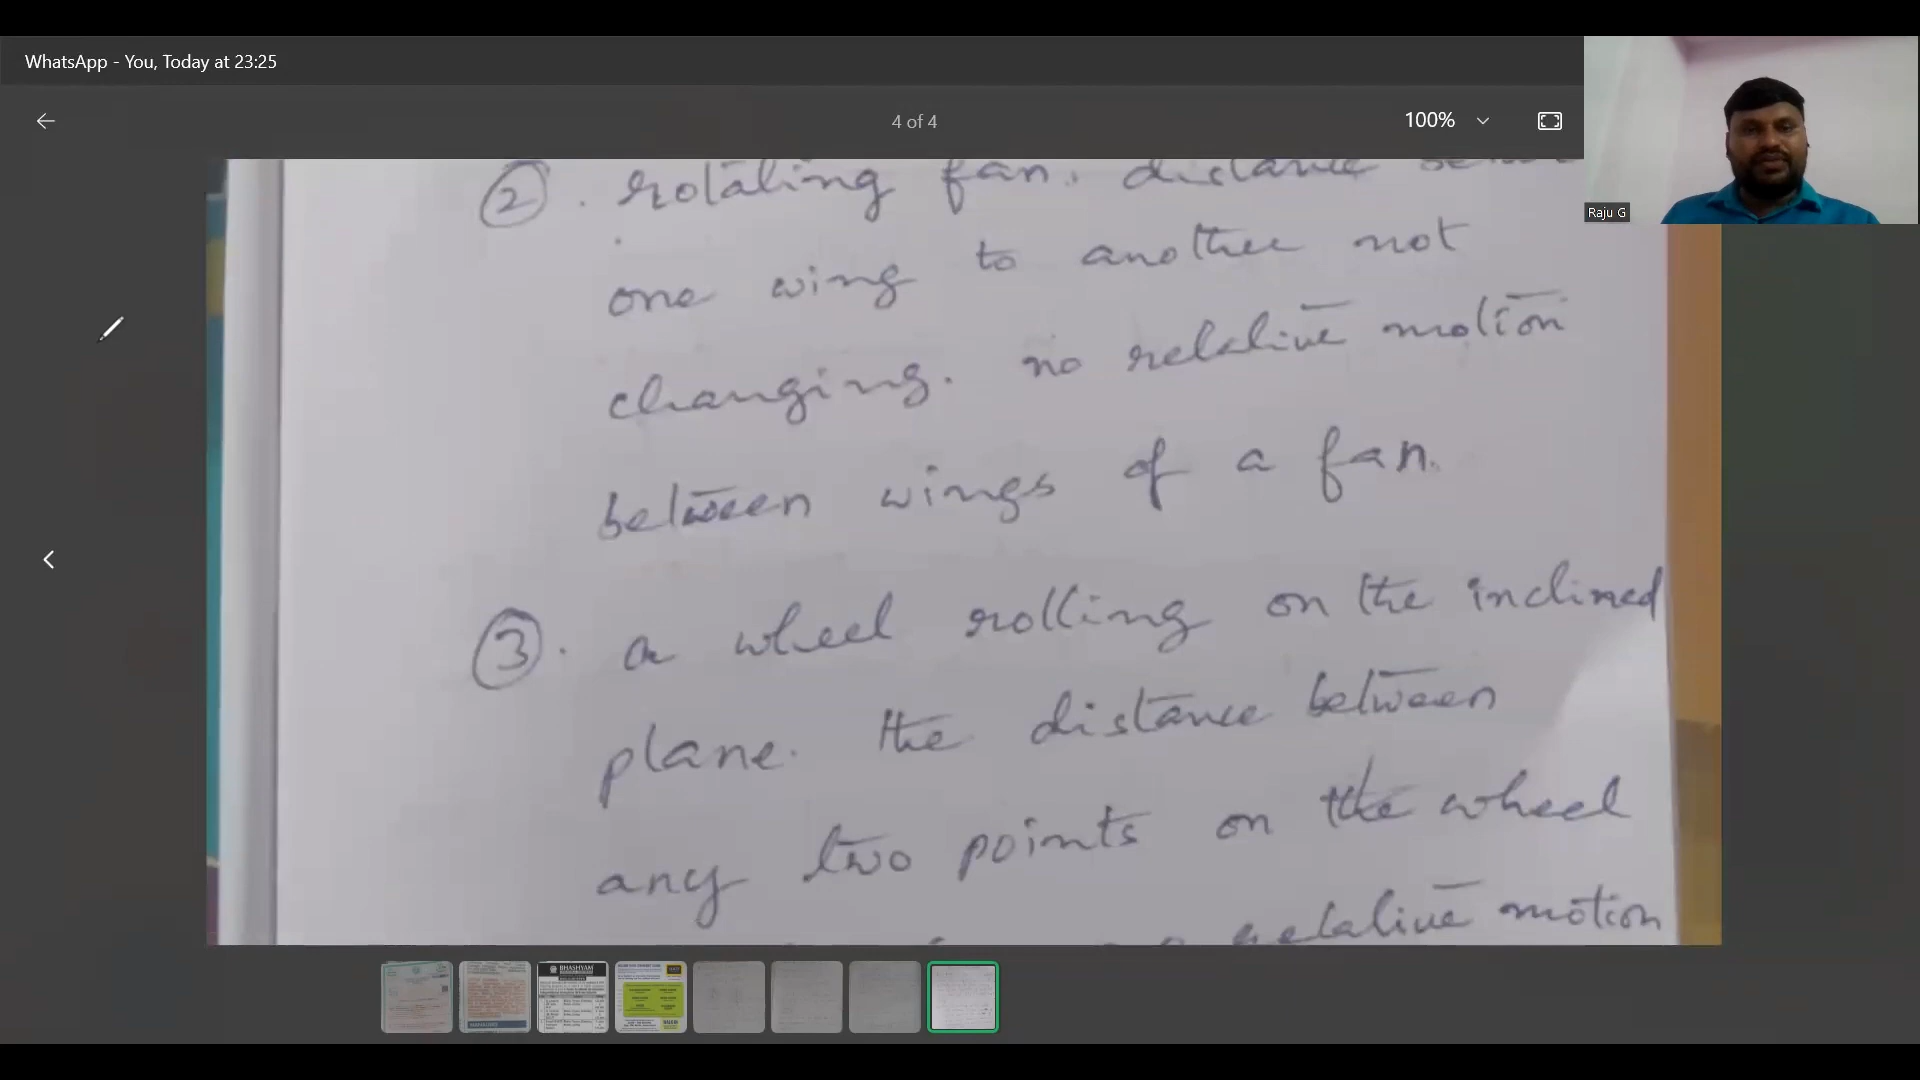 WhatsApp - You, Today at 23:25
4 of 4
100%
Raju G
2. rotating fan. distance
one wing to another not
changing. no relative motion
between wings of a fan.
3. a wheel rolling on the inclined
plane. the distance between
any two points on the wheel
relative motion
BHASHYAM